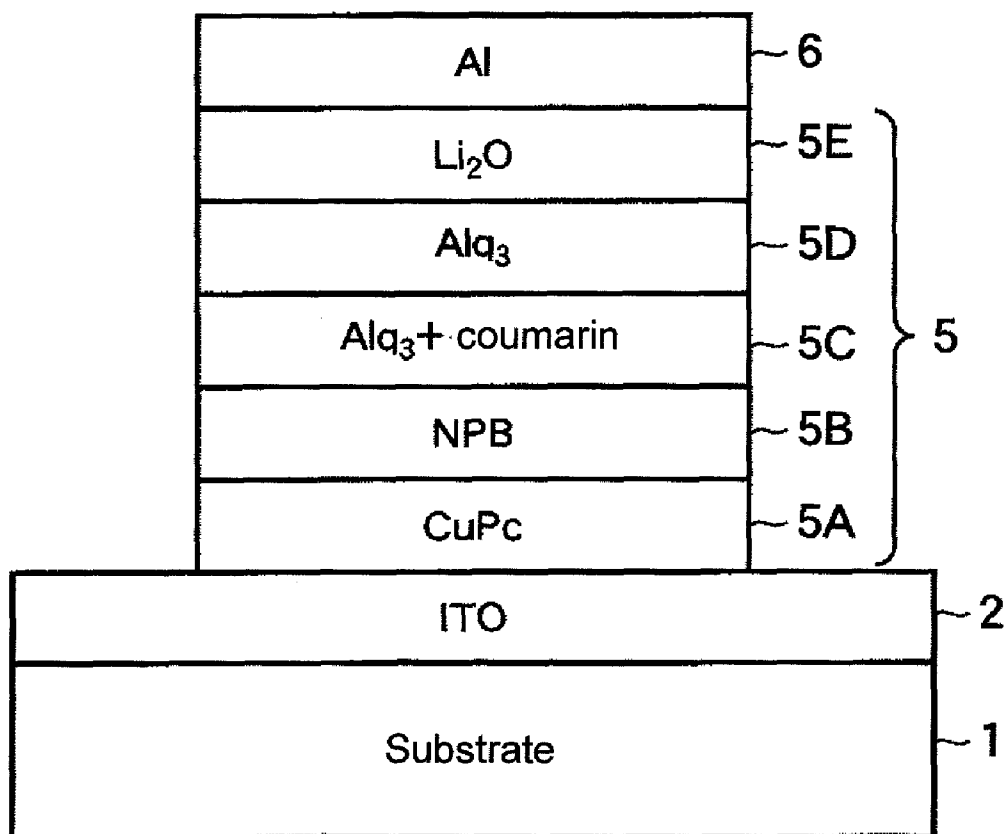 Al 6
Li₂O 5E
Alq₃ 5D
Alq₃+ coumarin 5C
5
NPB 5B
CuPc 5A
ITO 2
Substrate 1